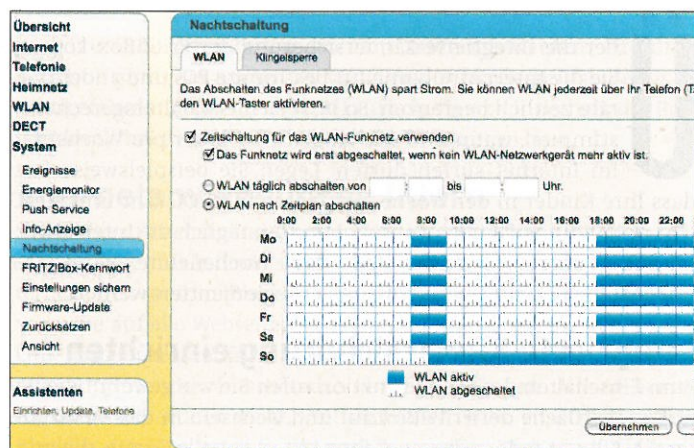 Übersicht
Internet
Telefonie
Heimnetz
WLAN
DECT
System
Ereignisse
Energiemonitor
Push Service
Info-Anzeige
Nachtschaltung
FRITZ!Box-Kennwort
Einstellungen sichern
Firmware-Update
Zurücksetzen
Ansicht
Assistenten
Einrichten, Update, Telefone
Nachtschaltung
WLAN Klingelsperre
Das Abschalten des Funknetzes (WLAN) spart Strom. Sie können WLAN jederzeit über Ihr Telefon (Ta
den WLAN-Taster aktivieren.
Zeitschaltung für das WLAN-Funknetz verwenden
Das Funknetz wird erst abgeschaltet, wenn kein WLAN-Netzwerkgerät mehr aktiv ist.
WLAN täglich abschalten von : bis : Uhr.
WLAN nach Zeitplan abschalten
0:00 2:00 4:00 6:00 8:00 10:00 12:00 14:00 16:00 18:00 20:00 22:00
Mo
Di
Mi
Do
Fr
Sa
So
WLAN aktiv
WLAN abgeschaltet
Übernehmen